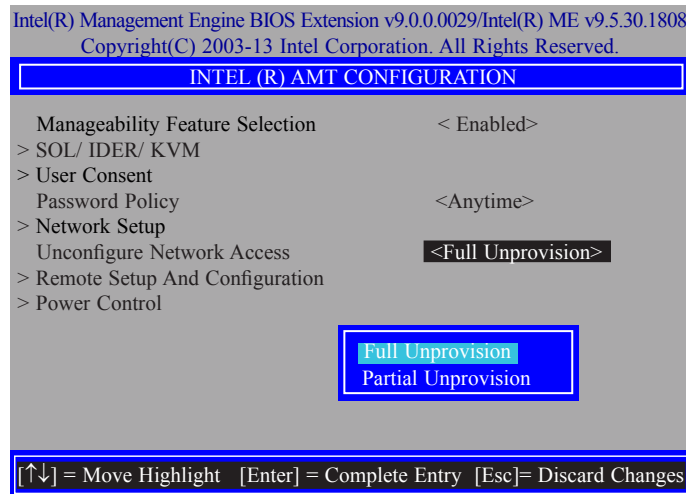 Intel(R) Management Engine BIOS Extension v9.0.0.0029/Intel(R) ME v9.5.30.1808
Copyright(C) 2003-13 Intel Corporation. All Rights Reserved.
INTEL (R) AMT CONFIGURATION
Manageability Feature Selection < Enabled>
> SOL/ IDER/ KVM
> User Consent
Password Policy <Anytime>
> Network Setup
Unconfigure Network Access <Full Unprovision>
> Remote Setup And Configuration
> Power Control
Full Unprovision
Partial Unprovision
[↑↓] = Move Highlight [Enter] = Complete Entry [Esc]= Discard Changes